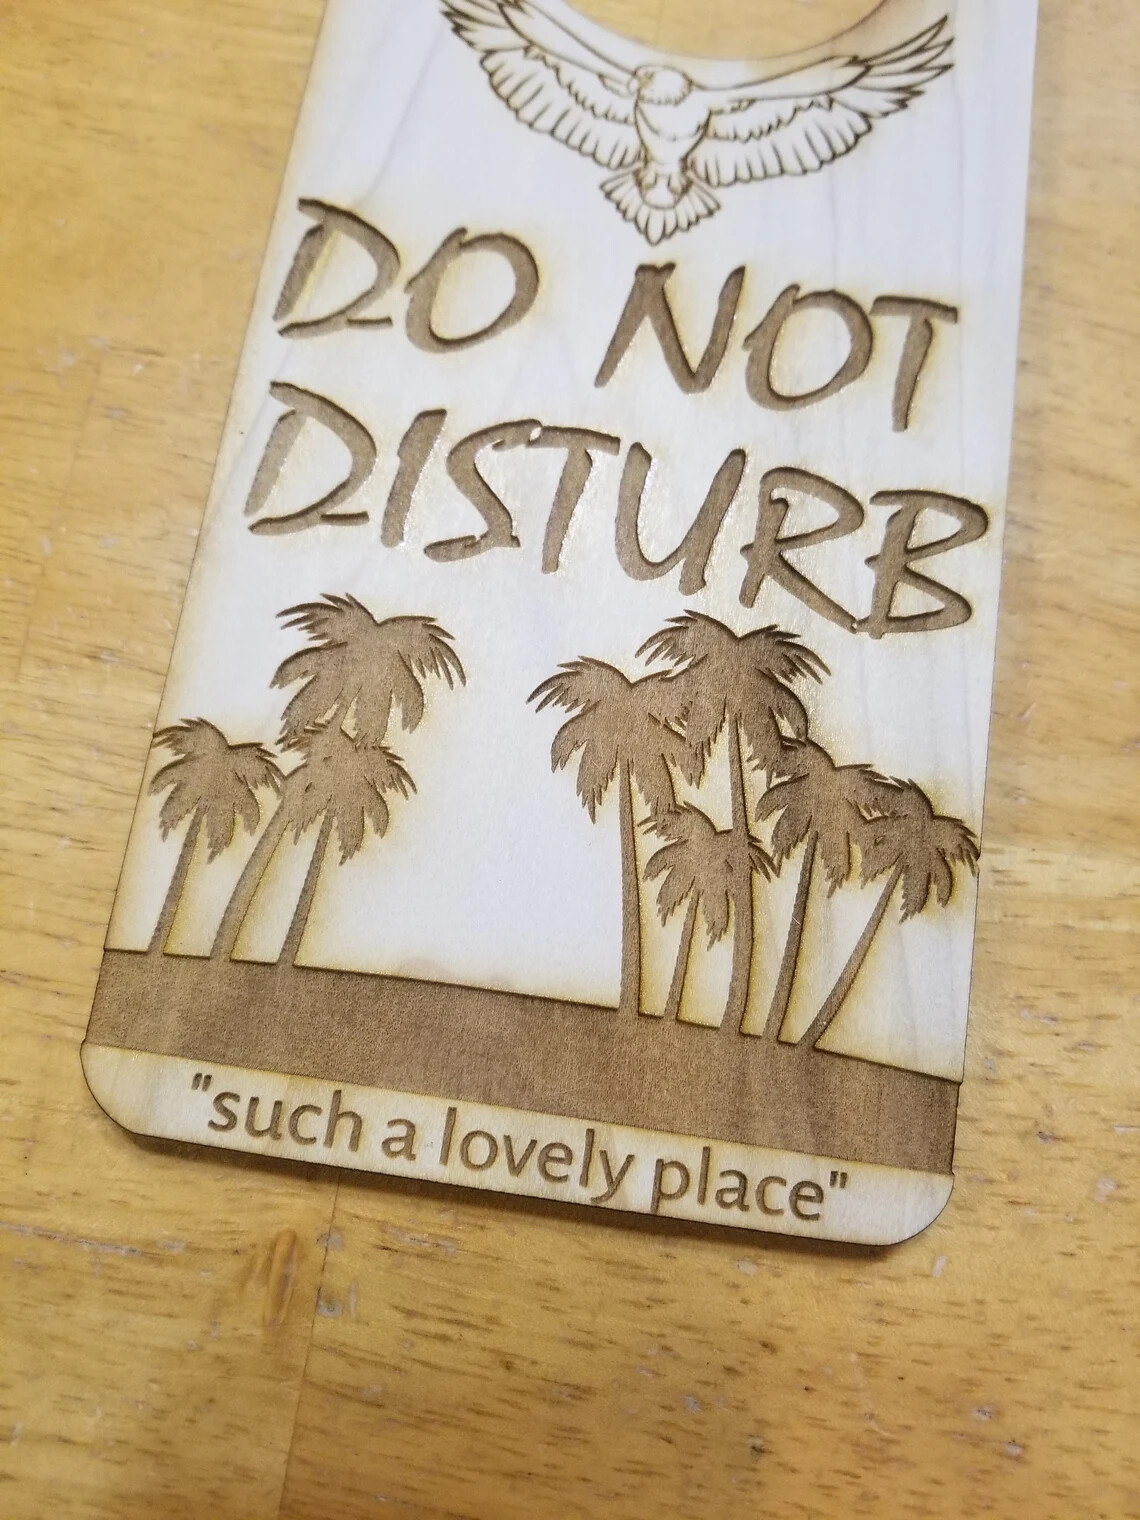 DO NOT
DISTURB
"such a lovely place"